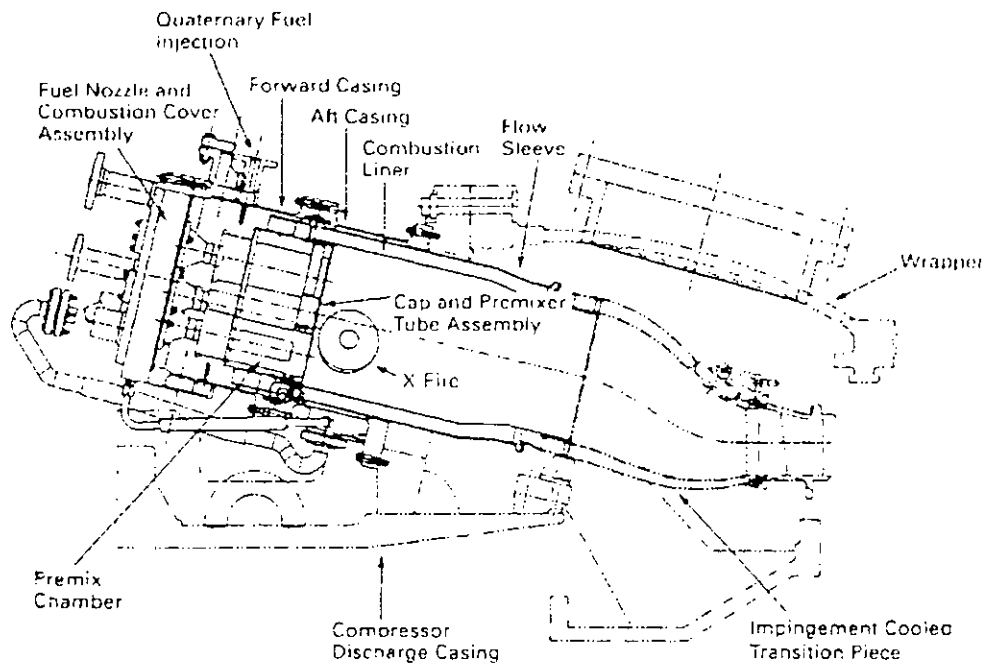 Quaternary Fuel
Injection
Fuel Nozzle and
Combustion Cover
Assembly
Forward Casing
Aft Casing
Combustion
Liner
Flow
Sleeve
Wrapper
Cap and Premixer
Tube Assembly
X Fire
Premix
Chamber
Compressor
Discharge Casing
Impingement Cooled
Transition Piece